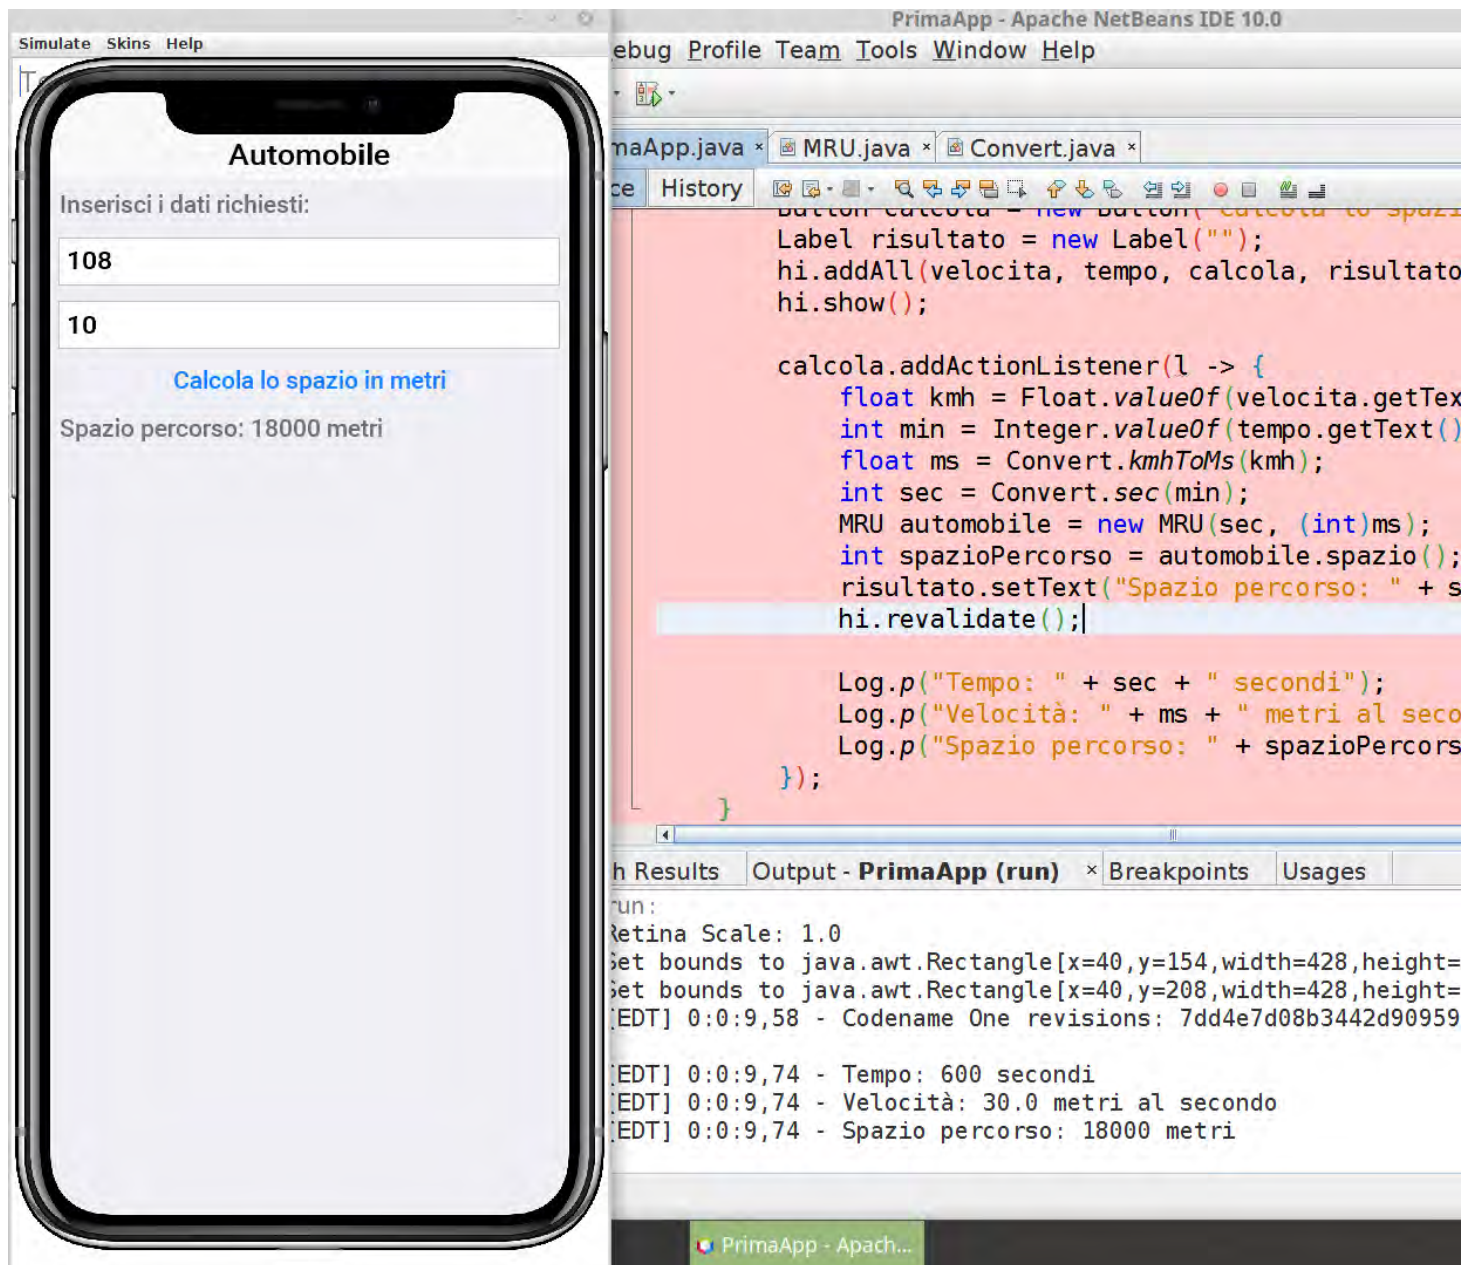 Simulate Skins Help
Automobile
Inserisci i dati richiesti:
108
10
Calcola lo spazio in metri
Spazio percorso: 18000 metri
PrimaApp - Apache NetBeans IDE 10.0
ebug Profile Team Tools Window Help
maApp.java × MRU.java × Convert.java ×
ce History
Button calcola = new Button("Calcola lo spazi
Label risultato = new Label("");
hi.addAll(velocita, tempo, calcola, risultato
hi.show();
calcola.addActionListener(l -> {
float kmh = Float.valueOf(velocita.getTex
int min = Integer.valueOf(tempo.getText()
float ms = Convert.kmhToMs(kmh);
int sec = Convert.sec(min);
MRU automobile = new MRU(sec, (int)ms);
int spazioPercorso = automobile.spazio();
risultato.setText("Spazio percorso: " + s
hi.revalidate();
Log.p("Tempo: " + sec + " secondi");
Log.p("Velocità: " + ms + " metri al seco
Log.p("Spazio percorso: " + spazioPercors
});
}
h Results Output - PrimaApp (run) × Breakpoints Usages
run:
Retina Scale: 1.0
Set bounds to java.awt.Rectangle[x=40,y=154,width=428,height=
Set bounds to java.awt.Rectangle[x=40,y=208,width=428,height=
[EDT] 0:0:9,58 - Codename One revisions: 7dd4e7d08b3442d90959
[EDT] 0:0:9,74 - Tempo: 600 secondi
[EDT] 0:0:9,74 - Velocità: 30.0 metri al secondo
[EDT] 0:0:9,74 - Spazio percorso: 18000 metri
PrimaApp - Apach...